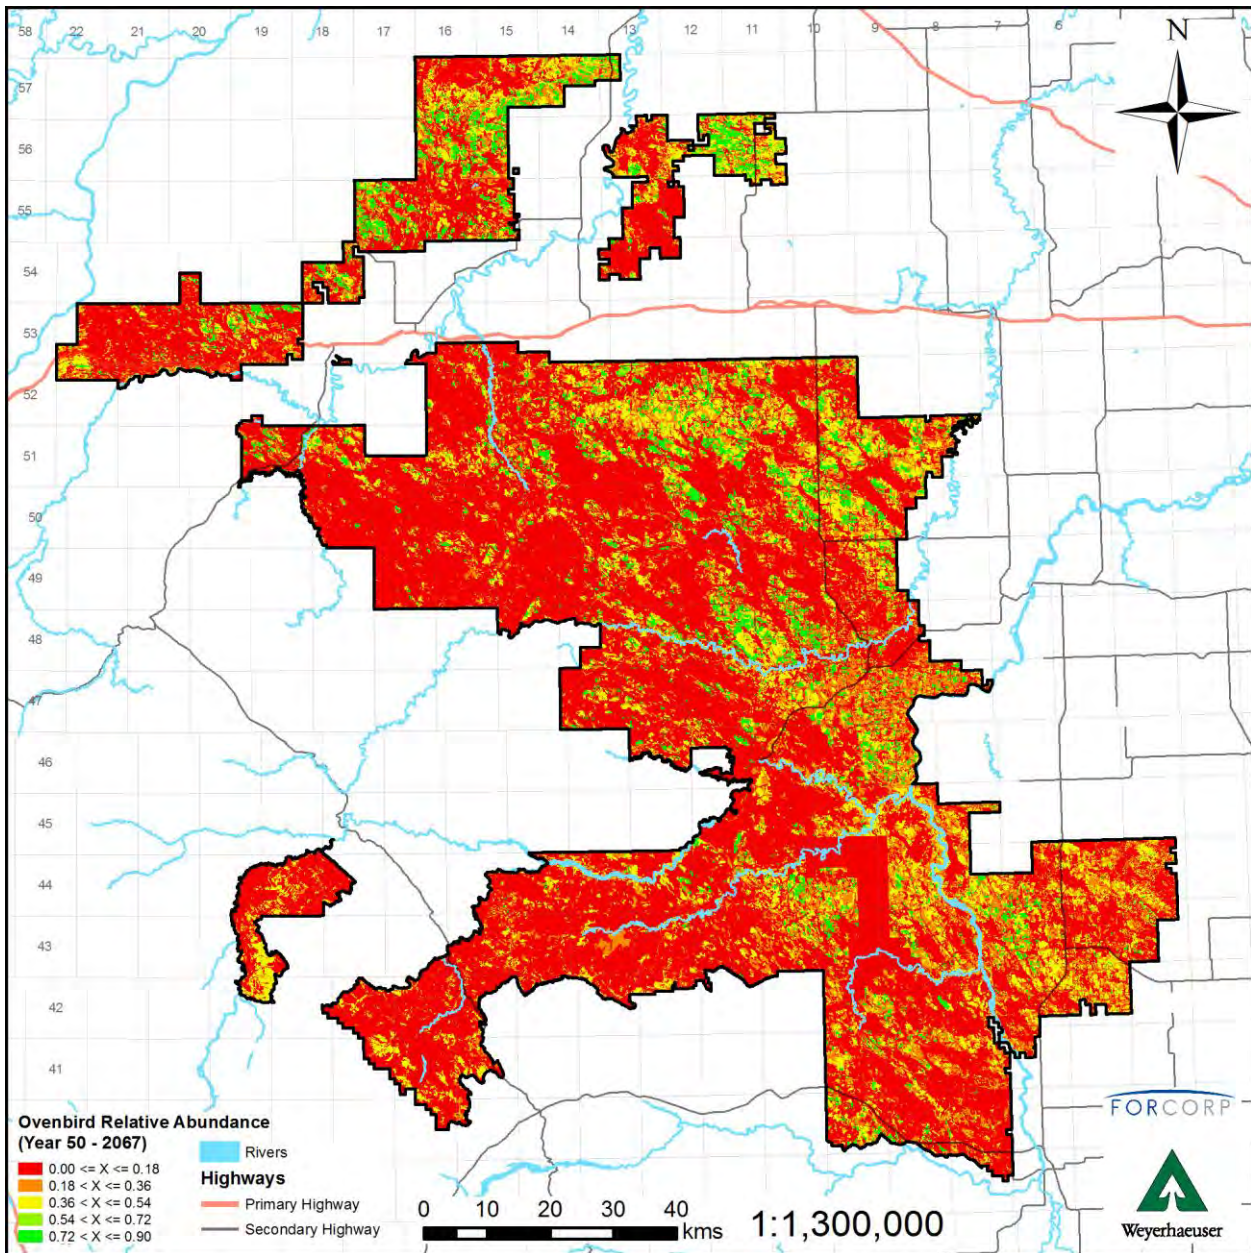 58 22 21 20 19 18 17 16 15 14 13 12 11 10 9 8 7 6
N
57
56
55
54
53
52
51
50
49
48
47
46
45
44
43
42
41
Ovenbird Relative Abundance
(Year 50 - 2067)
0.00 <= X <= 0.18
0.18 < X <= 0.36
0.36 < X <= 0.54
0.54 < X <= 0.72
0.72 < X <= 0.90
Rivers
Highways
Primary Highway
Secondary Highway
0 10 20 30 40
kms
1:1,300,000
FORCORP
Weyerhaeuser